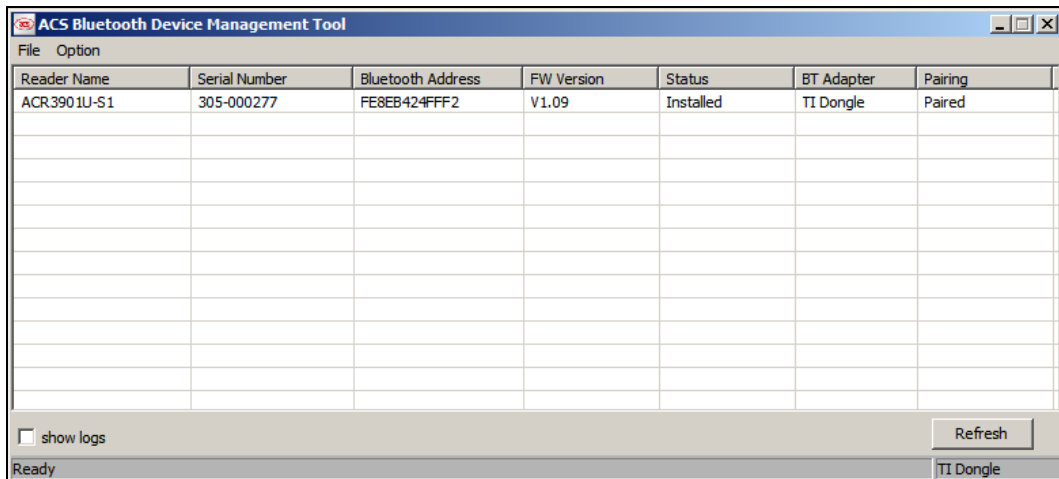 ACS Bluetooth Device Management Tool
File Option
Reader Name Serial Number Bluetooth Address FW Version Status BT Adapter Pairing
ACR3901U-S1 305-000277 FE8EB424FFF2 V1.09 Installed TI Dongle Paired
show logs Refresh
Ready TI Dongle